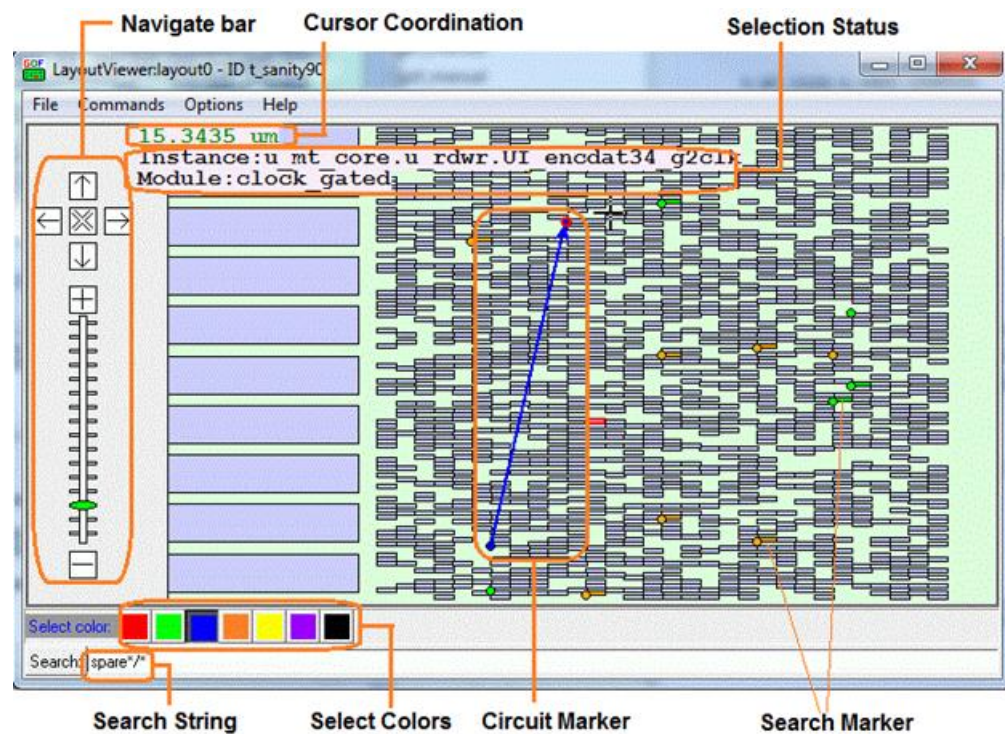 Navigate bar Cursor Coordination Selection Status
GOF LayoutViewer:layout0 - ID t_sanity90
File Commands Options Help
15.3435 um
Instance:u_mt_core.u_rdwr.UI_encdat34_g2clk
Module:clock_gated
Select color:
Search: spare*/*
Search String Select Colors Circuit Marker Search Marker